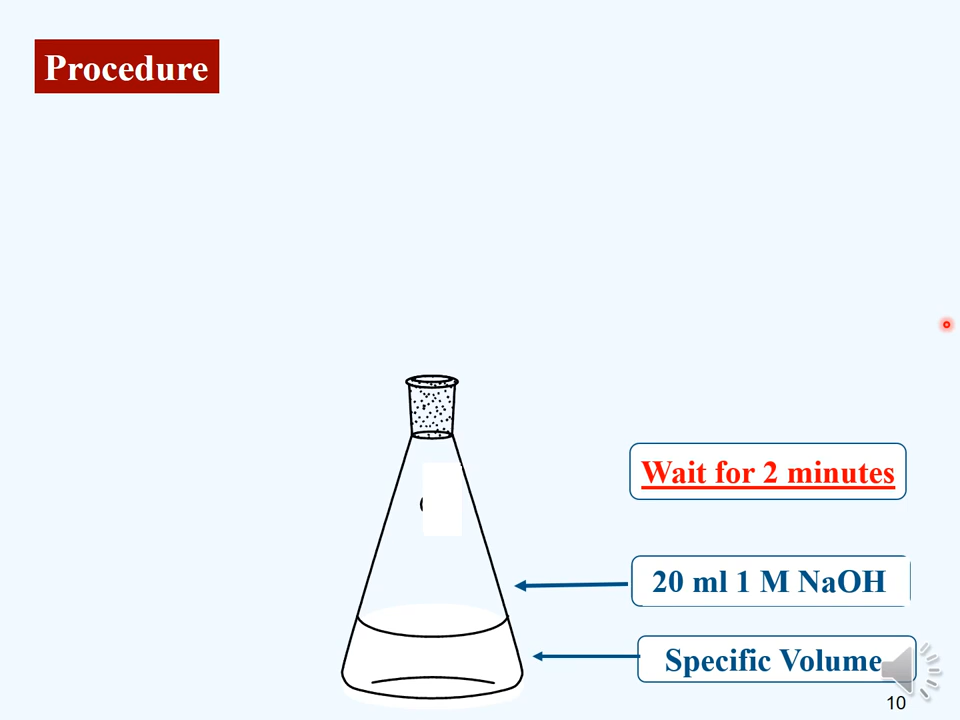 Procedure
Wait for 2 minutes
20 ml 1 M NaOH
Specific Volume
10